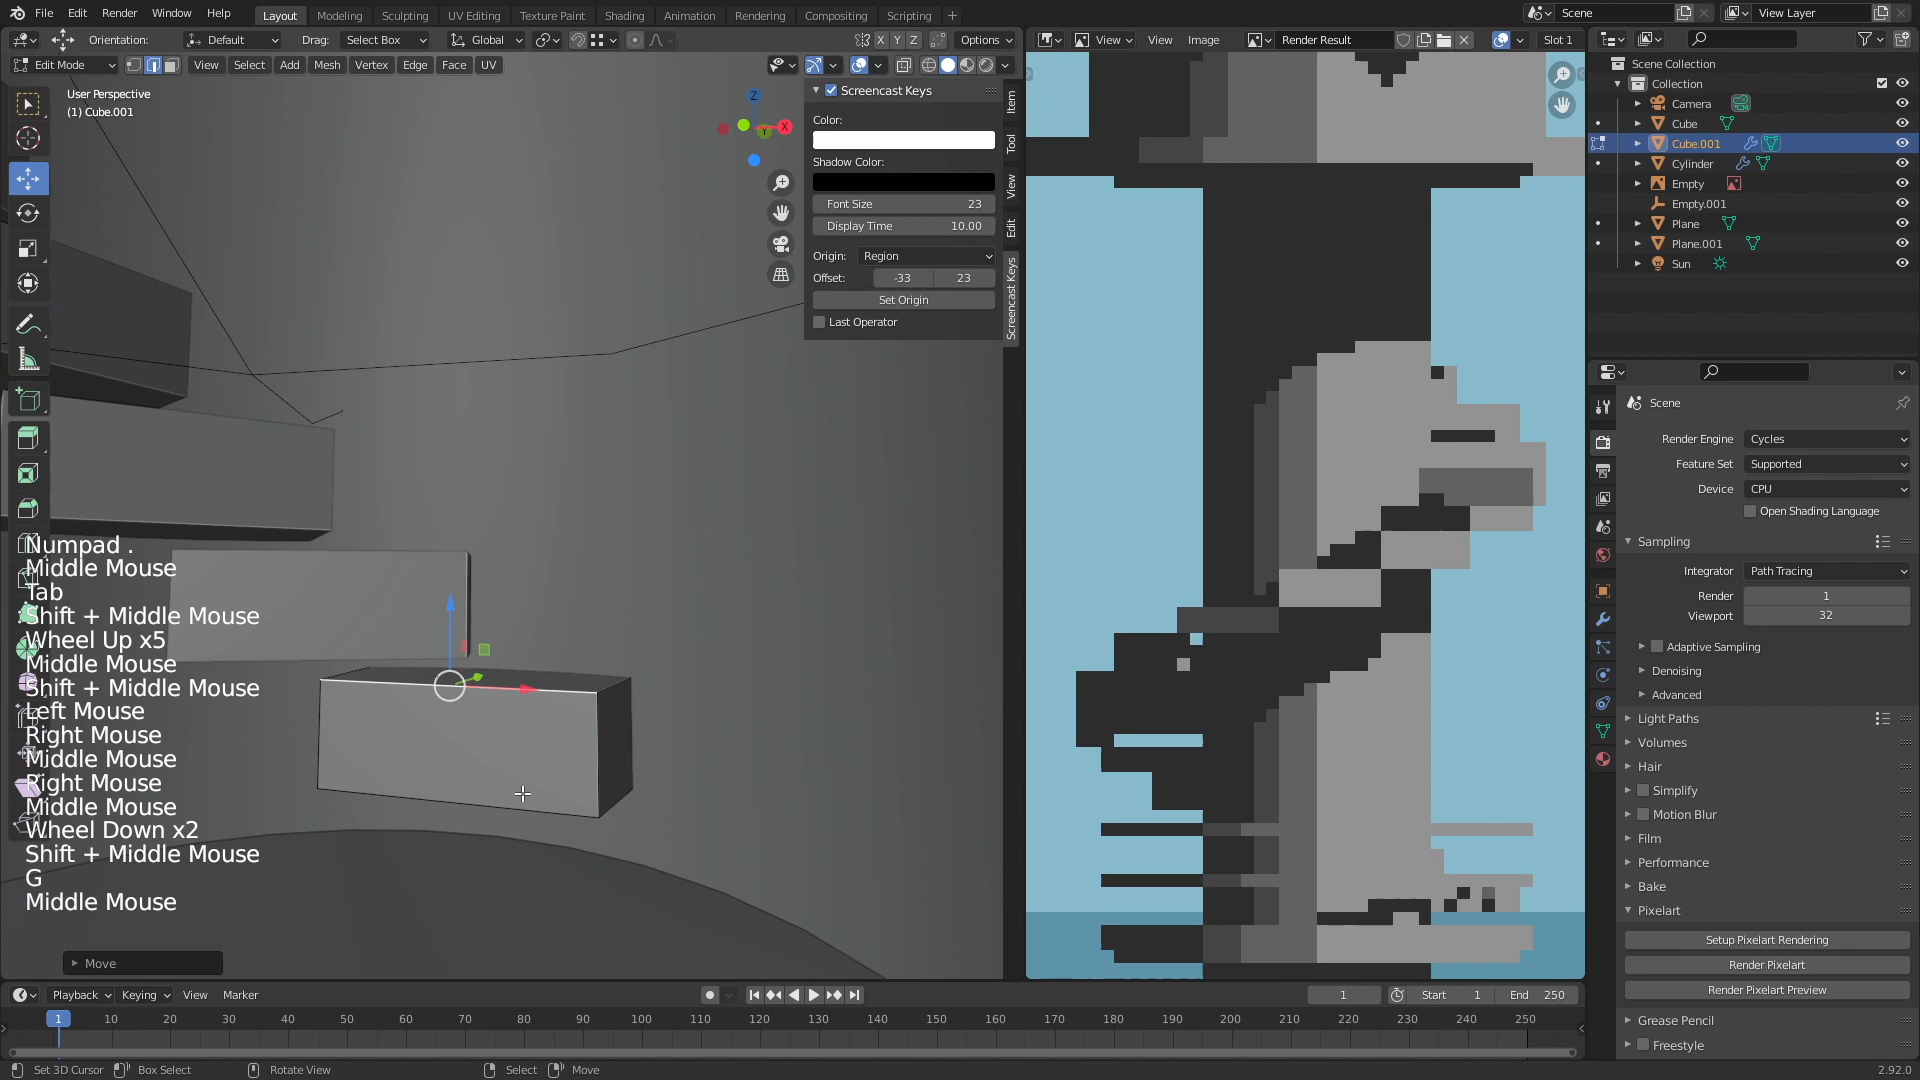 File Edit Render Window Help
Layout Modeling Sculpting UV Editing Texture Paint Shading Animation Rendering Compositing Scripting +
Scene
View Layer
Orientation: Default Drag: Select Box Global X Y Z Options
View View Image Render Result Slot 1
Edit Mode View Select Add Mesh Vertex Edge Face UV
User Perspective
(1) Cube.001
Z
X
Y
Screencast Keys
Color:
Shadow Color:
Font Size 23
Display Time 10.00
Origin: Region
Offset: -33 23
Set Origin
Last Operator
Item
Tool
View
Edit
Screencast Keys
Numpad .
Middle Mouse
Tab
Shift + Middle Mouse
Wheel Up x5
Middle Mouse
Shift + Middle Mouse
Left Mouse
Right Mouse
Middle Mouse
Right Mouse
Middle Mouse
Wheel Down x2
Shift + Middle Mouse
G
Middle Mouse
Move
Scene Collection
Collection
Camera
Cube
Cube.001
Cylinder
Empty
Empty.001
Plane
Plane.001
Sun
Scene
Render Engine Cycles
Feature Set Supported
Device CPU
Open Shading Language
Sampling
Integrator Path Tracing
Render 1
Viewport 32
Adaptive Sampling
Denoising
Advanced
Light Paths
Volumes
Hair
Simplify
Motion Blur
Film
Performance
Bake
Pixelart
Setup Pixelart Rendering
Render Pixelart
Render Pixelart Preview
Grease Pencil
Freestyle
Playback Keying View Marker
1 Start 1 End 250
1 10 20 30 40 50 60 70 80 90 100 110 120 130 140 150 160 170 180 190 200 210 220 230 240 250
Set 3D Cursor Box Select Rotate View Select Move
2.92.0